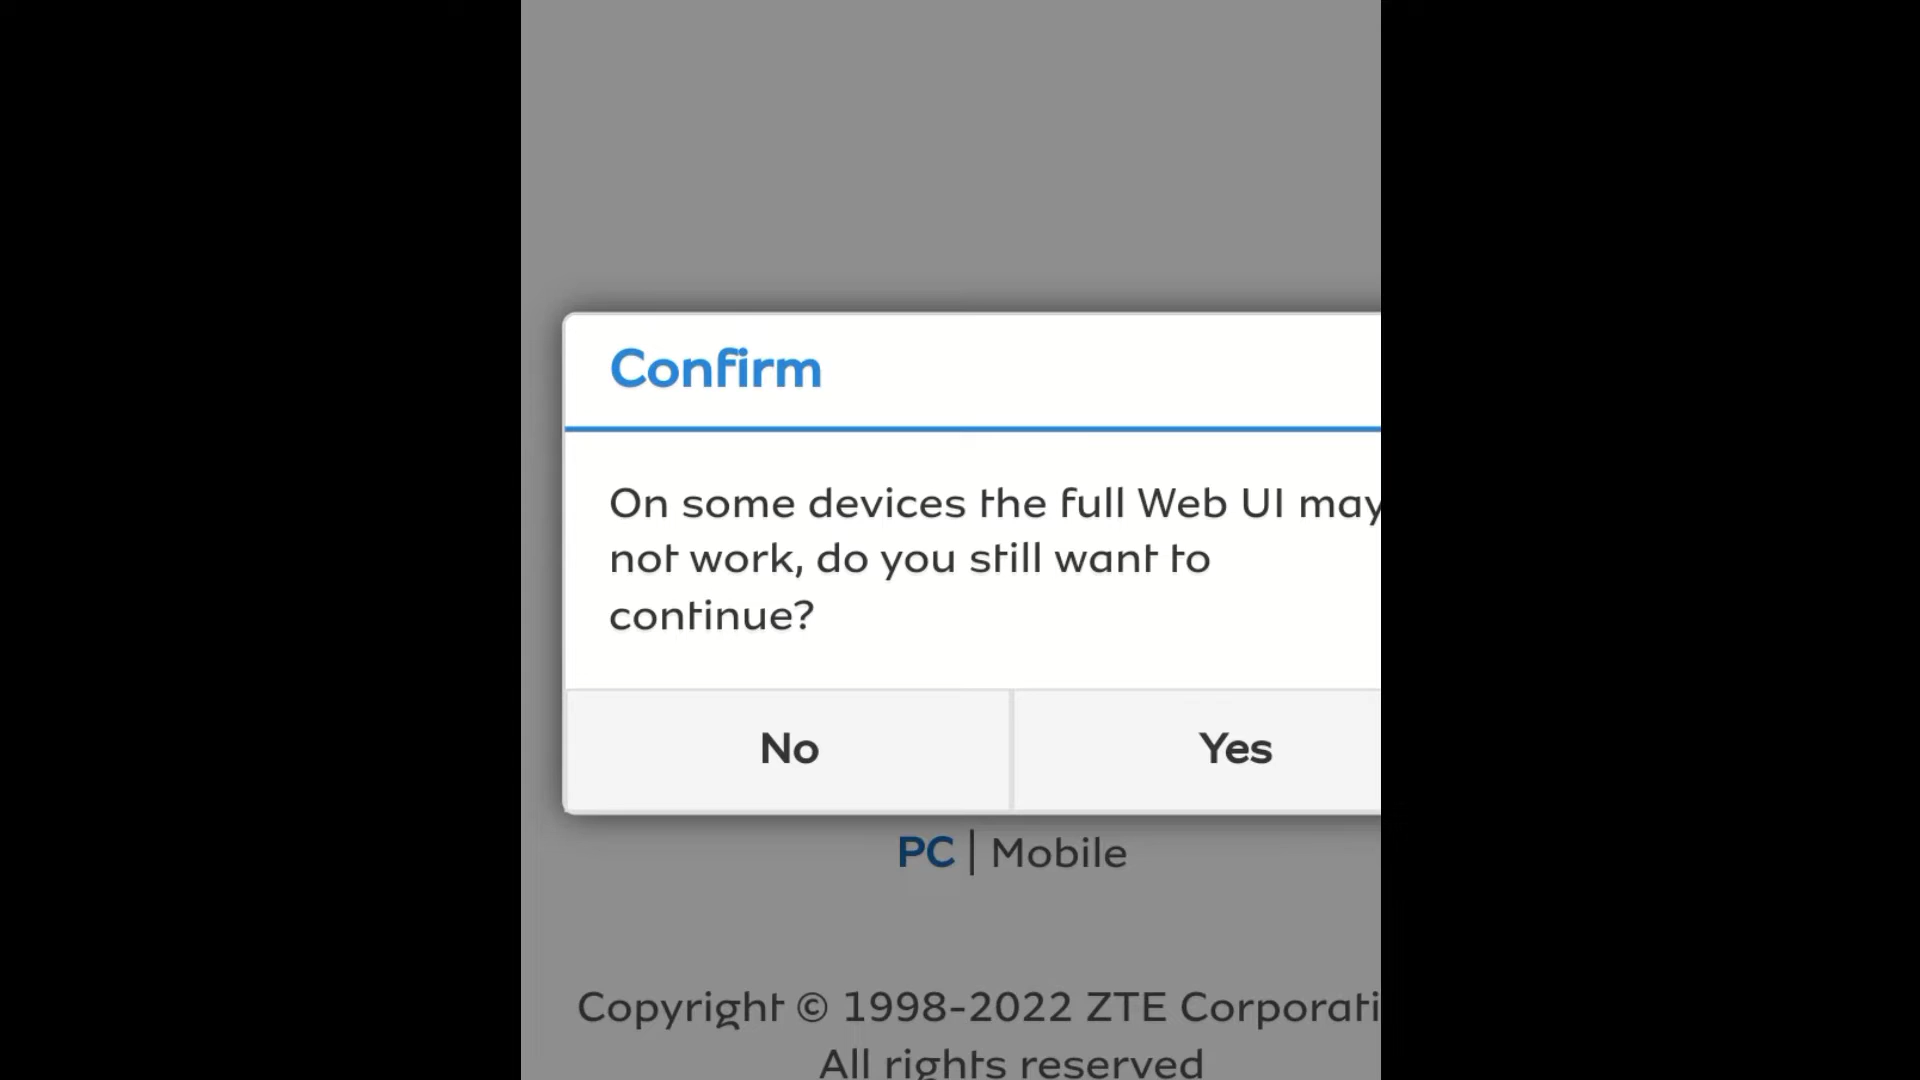 Confirm
On some devices the full Web UI may
not work, do you still want to
continue?
No
Yes
PC | Mobile
Copyright © 1998-2022 ZTE Corporati
All rights reserved